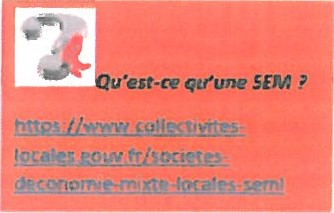 Qu'est-ce qu'une SEM ?
https://www.collectivites-
locales.gouv.fr/societes-
deconomie-mixte-locales-seml